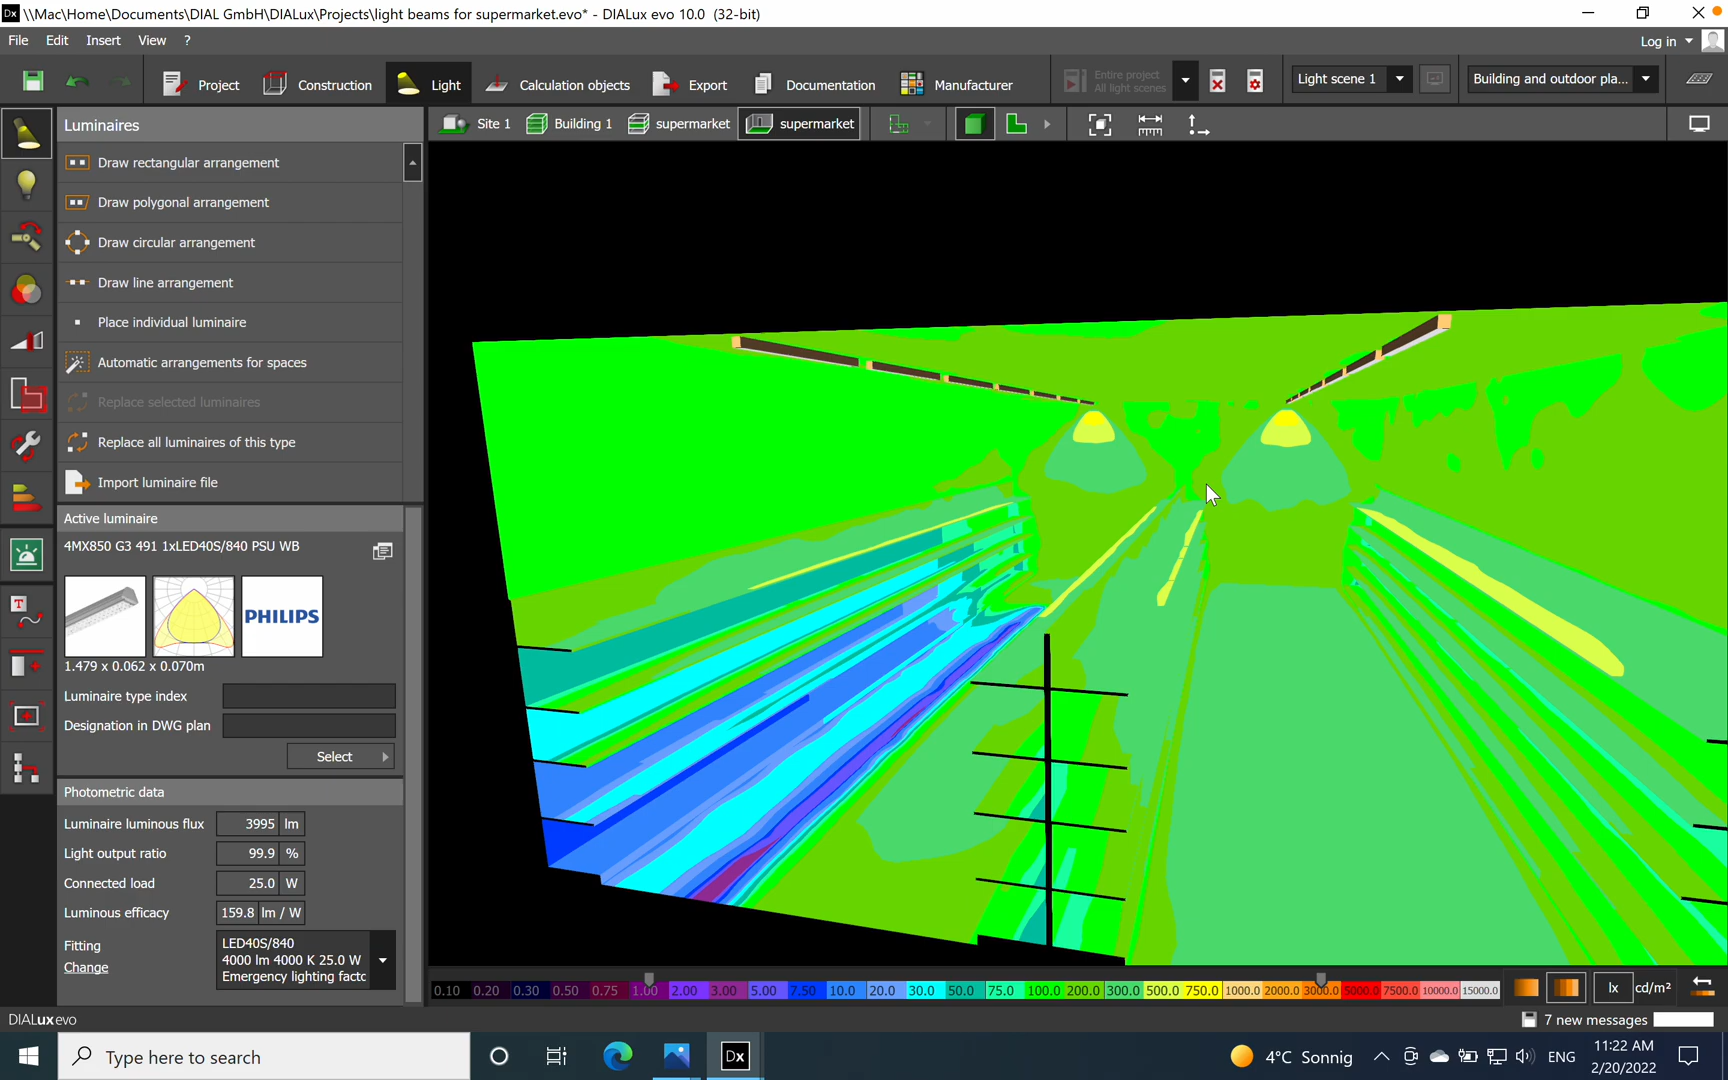 \\Mac\Home\Documents\DIAL GmbH\DIALux\Projects\light beams for supermarket.evo* - DIALux evo 10.0  (32-bit)
File Edit Insert View ?
Log in
Project Construction Light Calculation objects Export Documentation Manufacturer
Entire project
All light scenes
Light scene 1
Building and outdoor pla...
Luminaires
Site 1 Building 1 supermarket supermarket
Draw rectangular arrangement
Draw polygonal arrangement
Draw circular arrangement
Draw line arrangement
Place individual luminaire
Automatic arrangements for spaces
Replace selected luminaires
Replace all luminaires of this type
Import luminaire file
Active luminaire
4MX850 G3 491 1xLED40S/840 PSU WB
PHILIPS
1.479 x 0.062 x 0.070m
Luminaire type index
Designation in DWG plan
Select
Photometric data
Luminaire luminous flux 3995 lm
Light output ratio 99.9 %
Connected load 25.0 W
Luminous efficacy 159.8 lm / W
Fitting
Change
LED40S/840
4000 lm 4000 K 25.0 W
Emergency lighting factc
0.10 0.20 0.30 0.50 0.75 1.00 2.00 3.00 5.00 7.50 10.0 20.0 30.0 50.0 75.0 100.0 200.0 300.0 500.0 750.0 1000.0 2000.0 3000.0 5000.0 7500.0 10000.0 15000.0
lx cd/m²
DIALux evo
7 new messages
Type here to search
Dx
4°C Sonnig
ENG
11:22 AM
2/20/2022